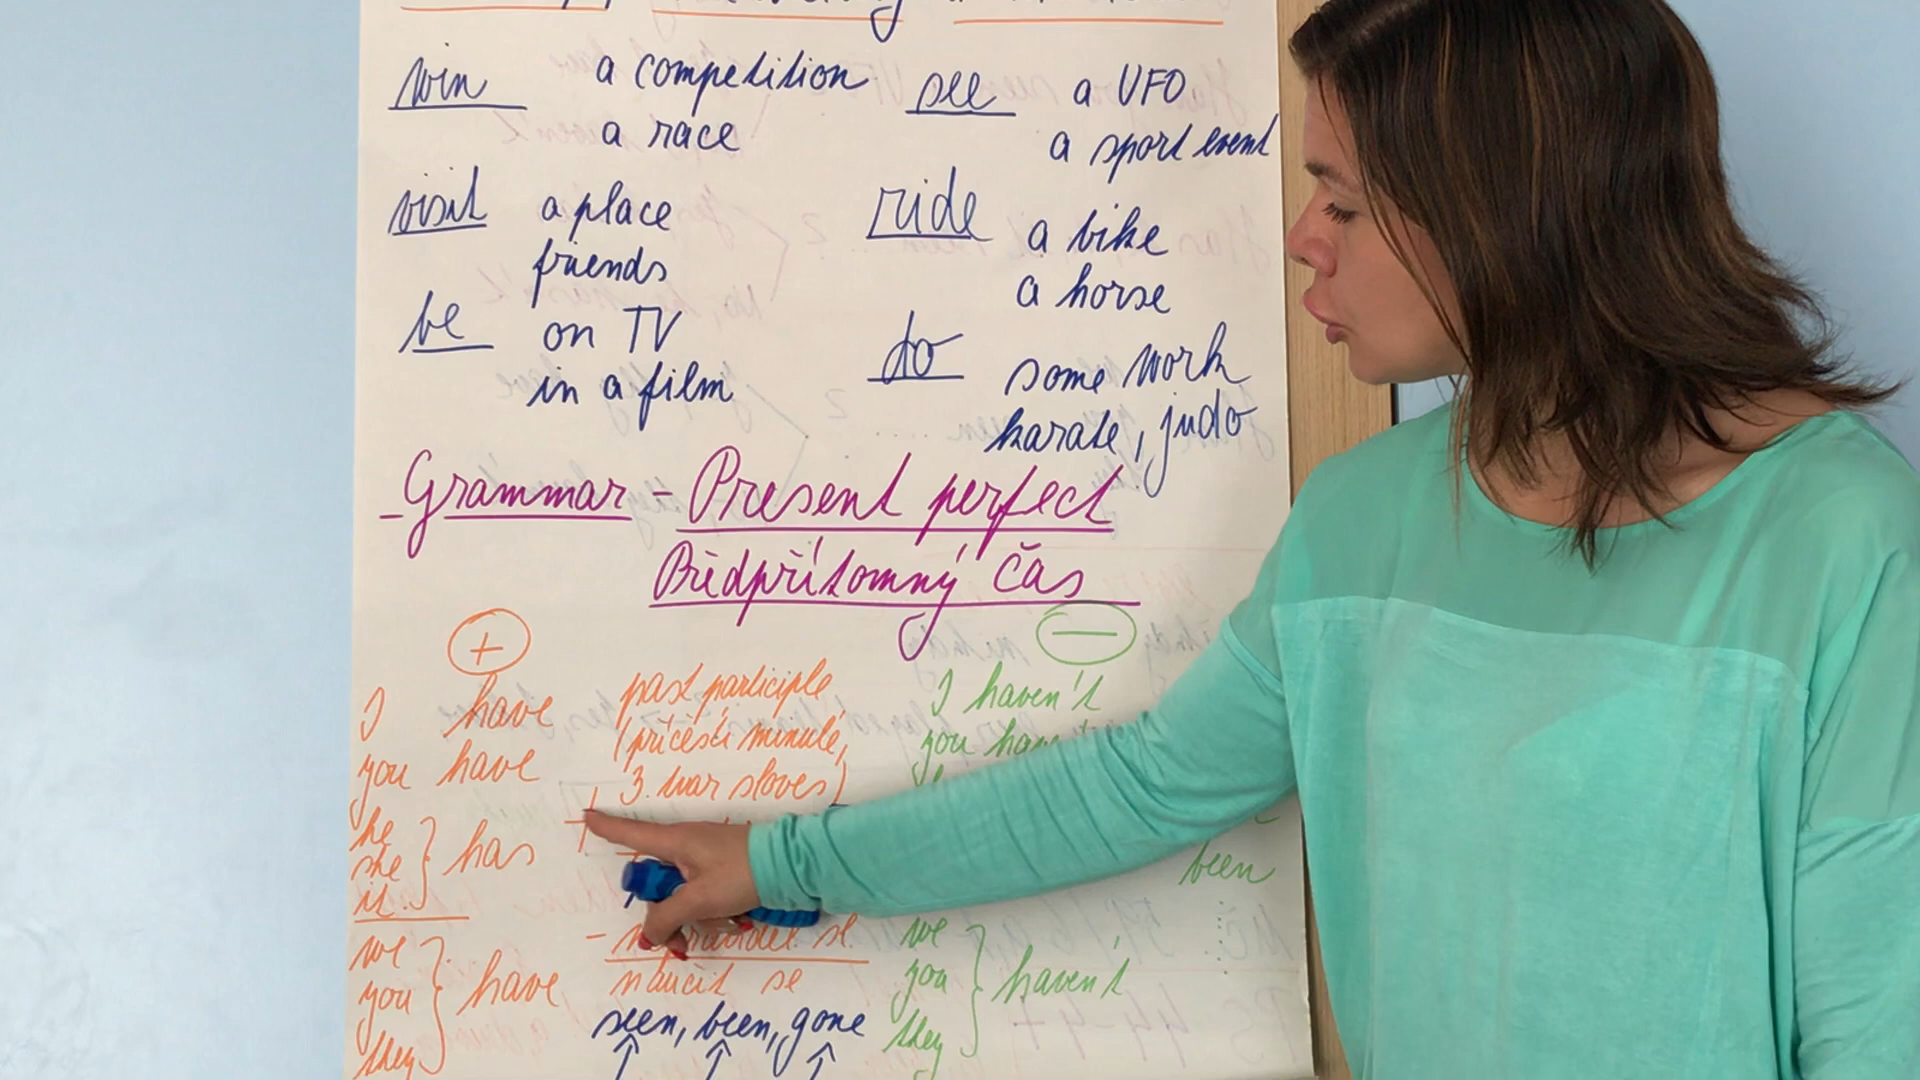 win a competition
a race
visit a place
friends
be on TV
in a film
see a UFO
a sport event
ride a bike
a horse
do some work
karate, judo
Grammar - Present perfect
Předpřítomný čas
+
I have
you have
he
she
it
} has
we
you
they
} have
past participle
(příčestí minulé,
3. tvar slovesa)
+
se
naučit se
seen, been, gone
↑ ↑ ↑
−
I haven't
you
been
we
you
they
} haven't